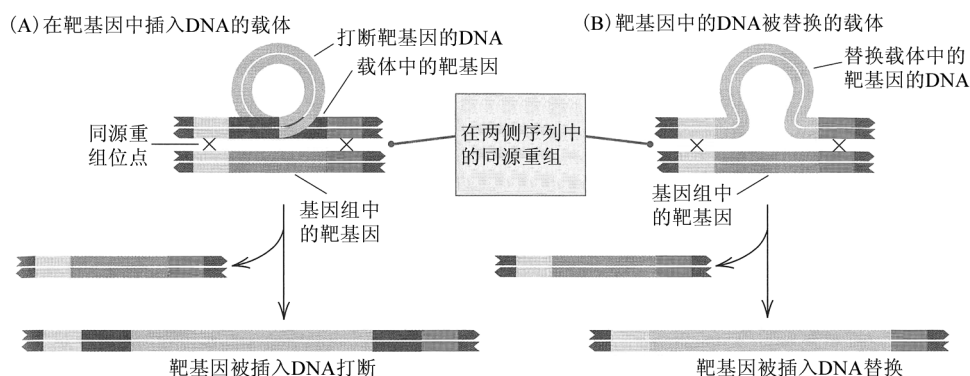 (A)在靶基因中插入DNA的载体
打断靶基因的DNA
载体中的靶基因
同源重
组位点
基因组中
的靶基因
靶基因被插入DNA打断
在两侧序列中
的同源重组
(B)靶基因中的DNA被替换的载体
替换载体中的
靶基因的DNA
基因组中
的靶基因
靶基因被插入DNA替换